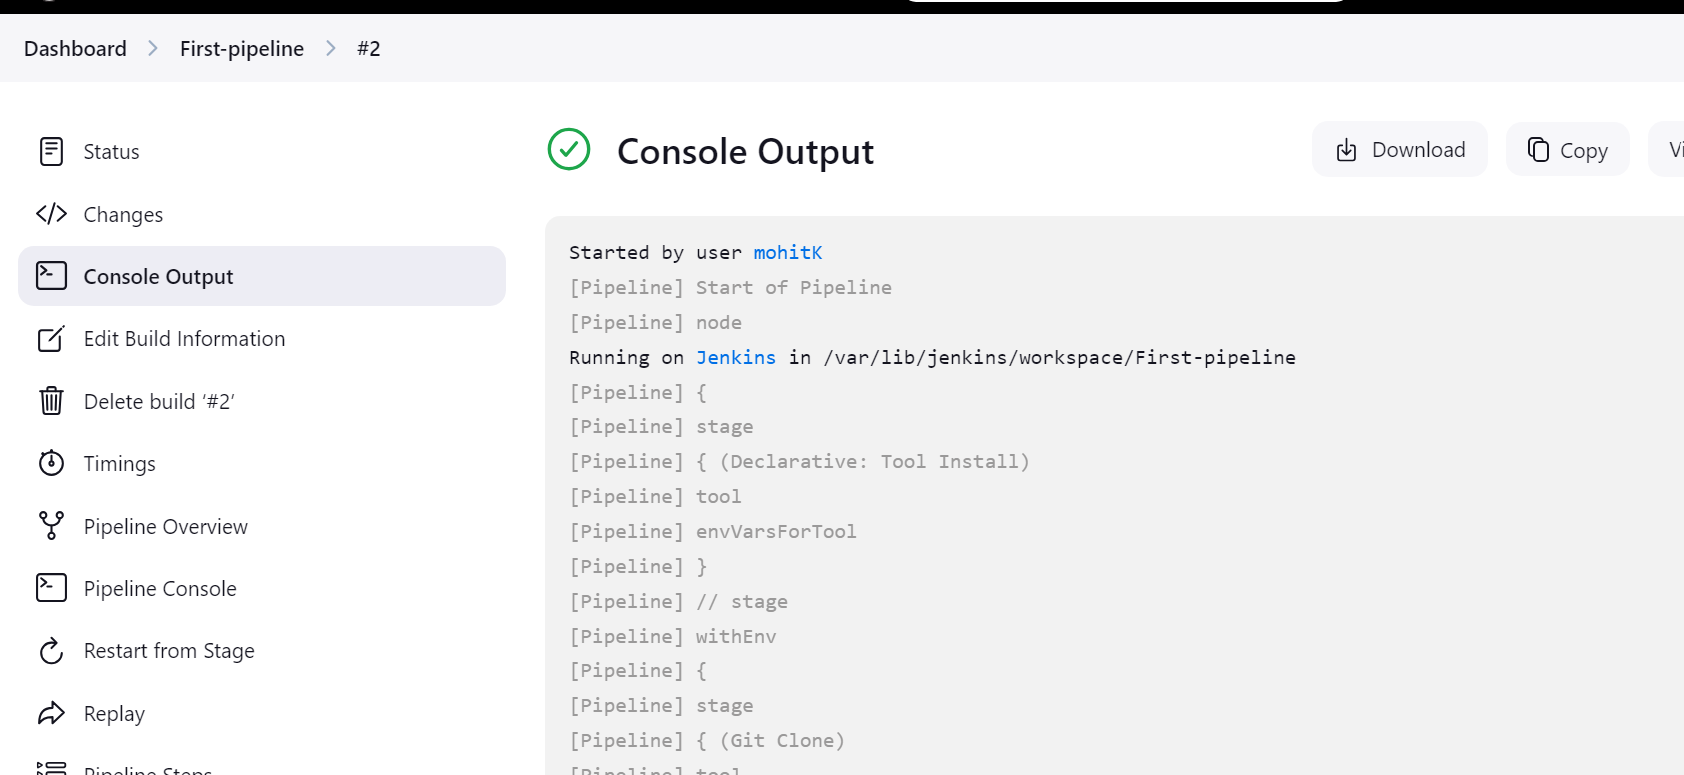 Dashboard > First-pipeline > #2
Status
Changes
Console Output
Edit Build Information
Delete build ‘#2’
Timings
Pipeline Overview
Pipeline Console
Restart from Stage
Replay
Pipeline Steps
Console Output
Download
Copy
Vi
Started by user mohitK
[Pipeline] Start of Pipeline
[Pipeline] node
Running on Jenkins in /var/lib/jenkins/workspace/First-pipeline
[Pipeline] {
[Pipeline] stage
[Pipeline] { (Declarative: Tool Install)
[Pipeline] tool
[Pipeline] envVarsForTool
[Pipeline] }
[Pipeline] // stage
[Pipeline] withEnv
[Pipeline] {
[Pipeline] stage
[Pipeline] { (Git Clone)
[Pipeline] tool